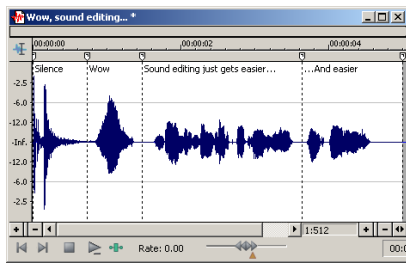 Wow, sound editing... *
00:00:00 00:00:02 00:00:04
Silence Wow Sound editing just gets easier... ...And easier
-2.5
-6.0
-12.0
-Inf.
-12.0
-6.0
-2.5
1:512
Rate: 0.00